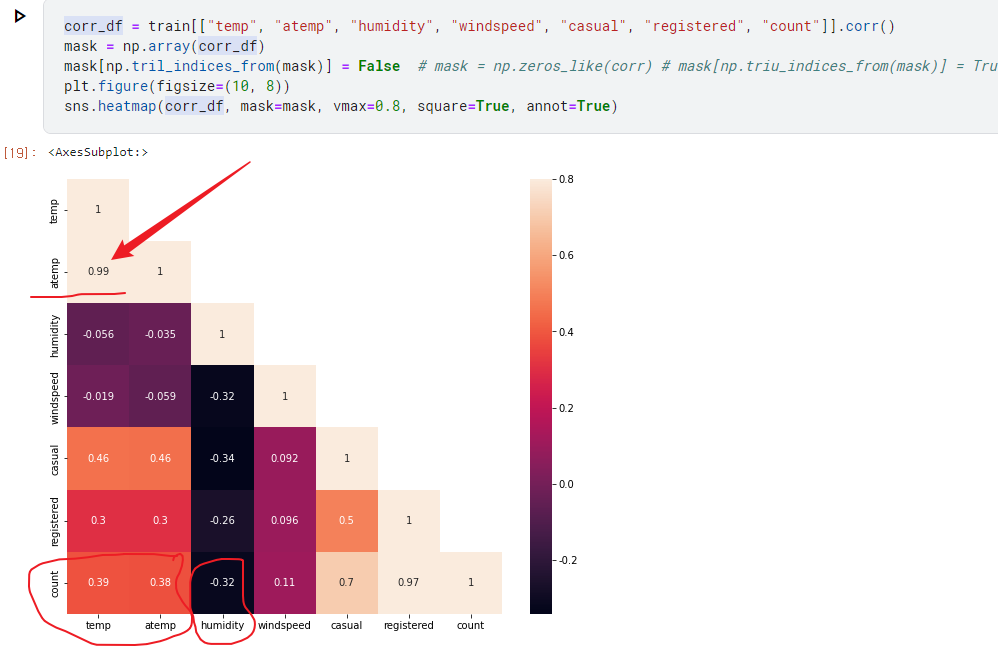 corr_df = train[["temp", "atemp", "humidity", "windspeed", "casual", "registered", "count"]].corr()
mask = np.array(corr_df)
mask[np.tril_indices_from(mask)] = False  # mask = np.zeros_like(corr) # mask[np.triu_indices_from(mask)] = Tru
plt.figure(figsize=(10, 8))
sns.heatmap(corr_df, mask=mask, vmax=0.8, square=True, annot=True)
[19]: <AxesSubplot:>
0.8
temp 1
0.6
atemp 0.99 1
0.4
humidity -0.056 -0.035 1
windspeed -0.019 -0.059 -0.32 1
0.2
casual 0.46 0.46 -0.34 0.092 1
0.0
registered 0.3 0.3 -0.26 0.096 0.5 1
-0.2
count 0.39 0.38 -0.32 0.11 0.7 0.97 1
temp atemp humidity windspeed casual registered count